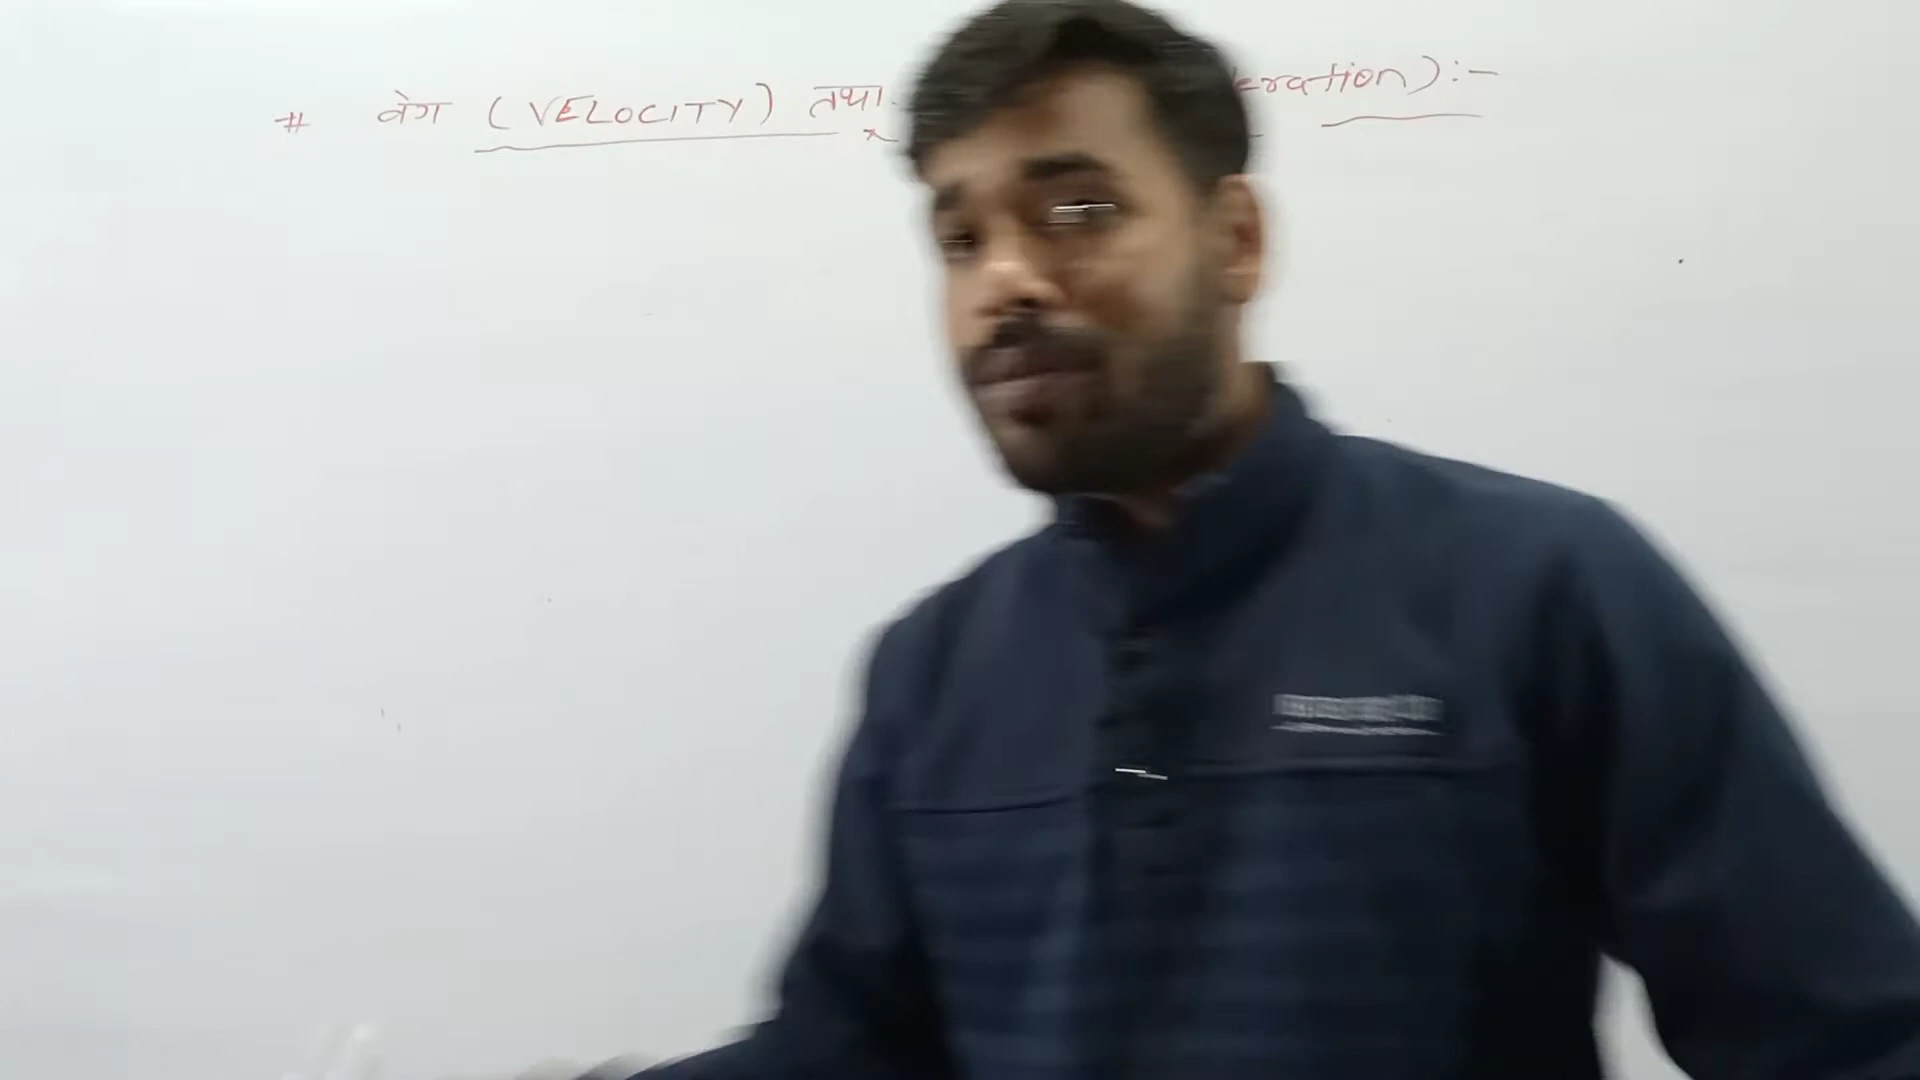 # वेग (VELOCITY) तथा eration):-